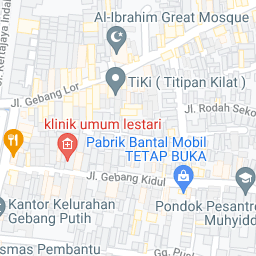 Al-Ibrahim Great Mosque
Jl. Kertajaya Indah
TiKi ( Titipan Kilat )
Jl. Gebang Lor
Jl. Rodah Seko
klinik umum lestari
Pabrik Bantal Mobil
TETAP BUKA
Jl. Gebang Kidul
Kantor Kelurahan
Gebang Putih
Pondok Pesantre
Muhyidd
smas Pembantu